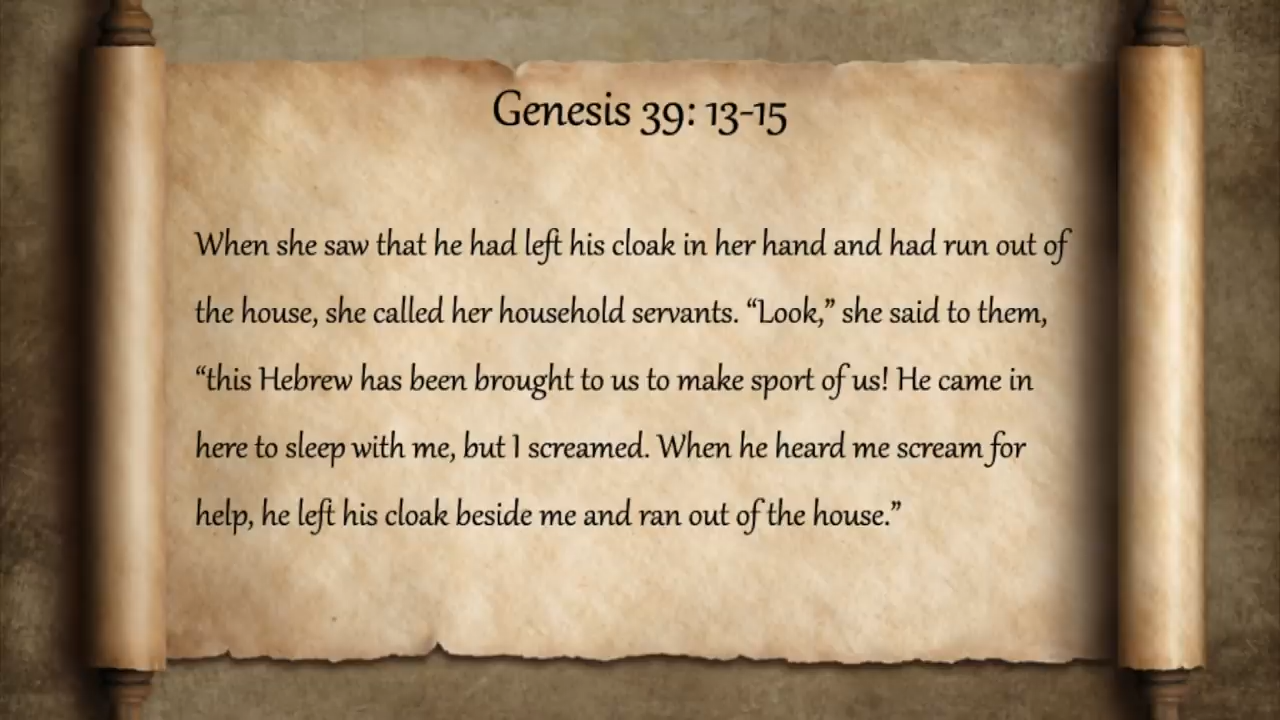 Genesis 39: 13-15
When she saw that he had left his cloak in her hand and had run out of
the house, she called her household servants. “Look,” she said to them,
“this Hebrew has been brought to us to make sport of us! He came in
here to sleep with me, but I screamed. When he heard me scream for
help, he left his cloak beside me and ran out of the house.”